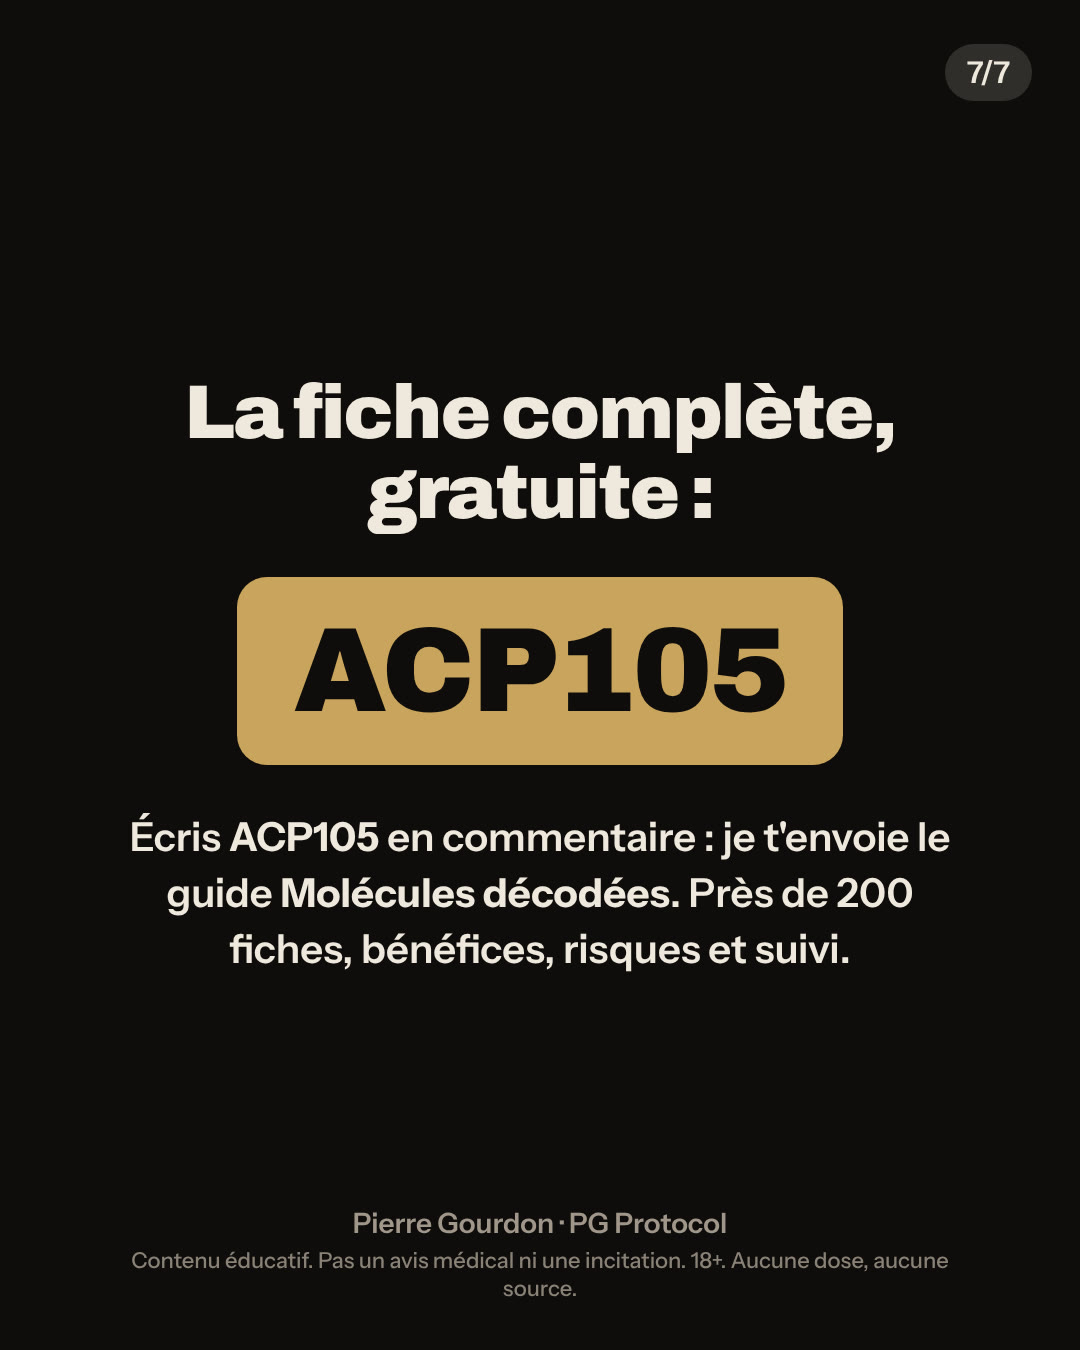 7/7
La fiche complète,
gratuite :
ACP105
Écris ACP105 en commentaire : je t'envoie le
guide Molécules décodées. Près de 200
fiches, bénéfices, risques et suivi.
Pierre Gourdon · PG Protocol
Contenu éducatif. Pas un avis médical ni une incitation. 18+. Aucune dose, aucune
source.